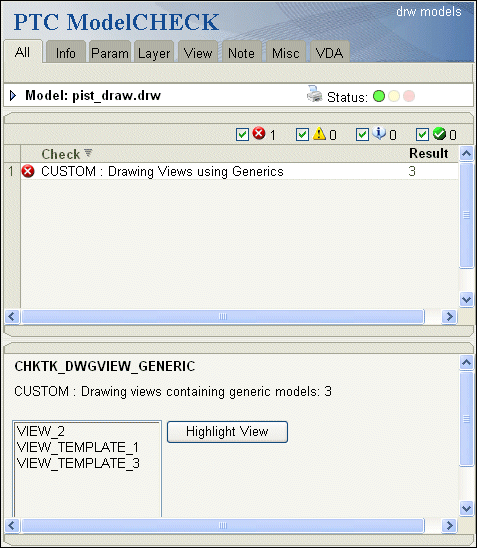 PTC ModelCHECK
drw models
All Info Param Layer View Note Misc VDA
Model: pist_draw.drw Status:
1 0 0 0
Check Result
1 CUSTOM : Drawing Views using Generics 3
CHKTK_DWGVIEW_GENERIC
CUSTOM : Drawing views containing generic models: 3
VIEW_2
Highlight View
VIEW_TEMPLATE_1
VIEW_TEMPLATE_3